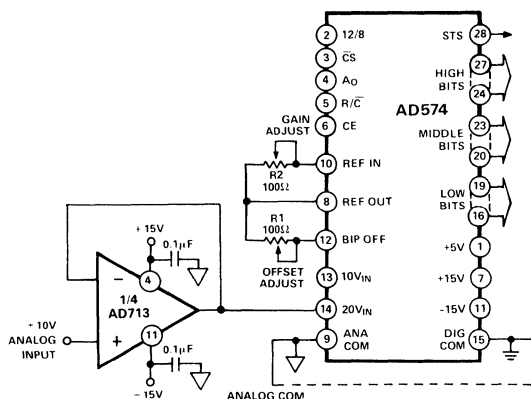 2 12/8
3 C̅S̅
4 Ao
5 R/C̅
6 CE
GAIN
ADJUST
R2
100Ω
10 REF IN
8 REF OUT
R1
100Ω
12 BIP OFF
OFFSET
ADJUST
13 10VIN
14 20VIN
9 ANA
COM
AD574
STS 28
27
HIGH
BITS
24
23
MIDDLE
BITS
20
19
LOW
BITS
16
+5V 1
+15V 7
-15V 11
DIG
COM 15
+15V
0.1µF
4
−
1/4
AD713
+
11
0.1µF
−15V
+10V
ANALOG
INPUT
ANALOG COM